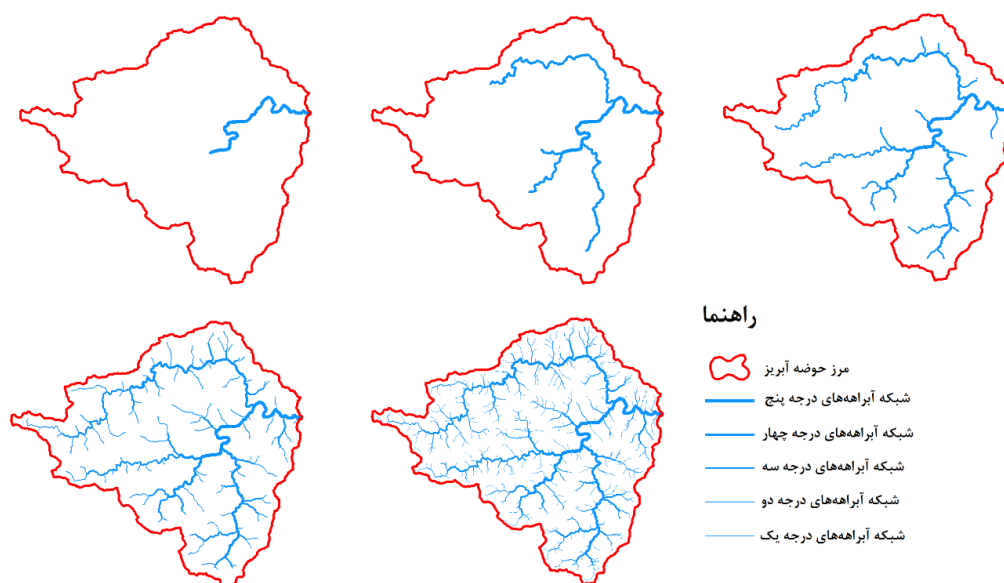 راهنما
مرز حوضه آبریز
شبکه آبراهه‌های درجه پنج
شبکه آبراهه‌های درجه چهار
شبکه آبراهه‌های درجه سه
شبکه آبراهه‌های درجه دو
شبکه آبراهه‌های درجه یک